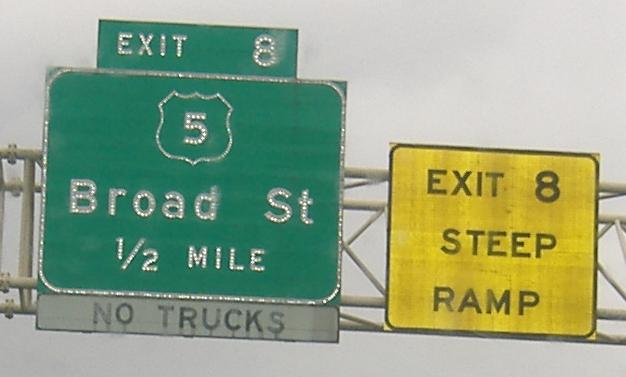 EXIT 8
5
Broad St
1/2 MILE
NO TRUCKS
EXIT 8
STEEP
RAMP